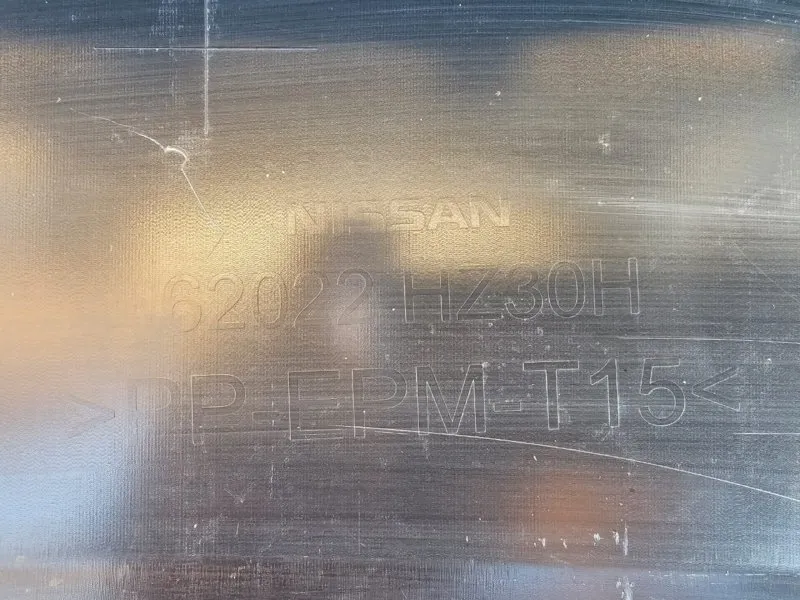 NISSAN
62022 HZ30H
>PP-EPM-T15<